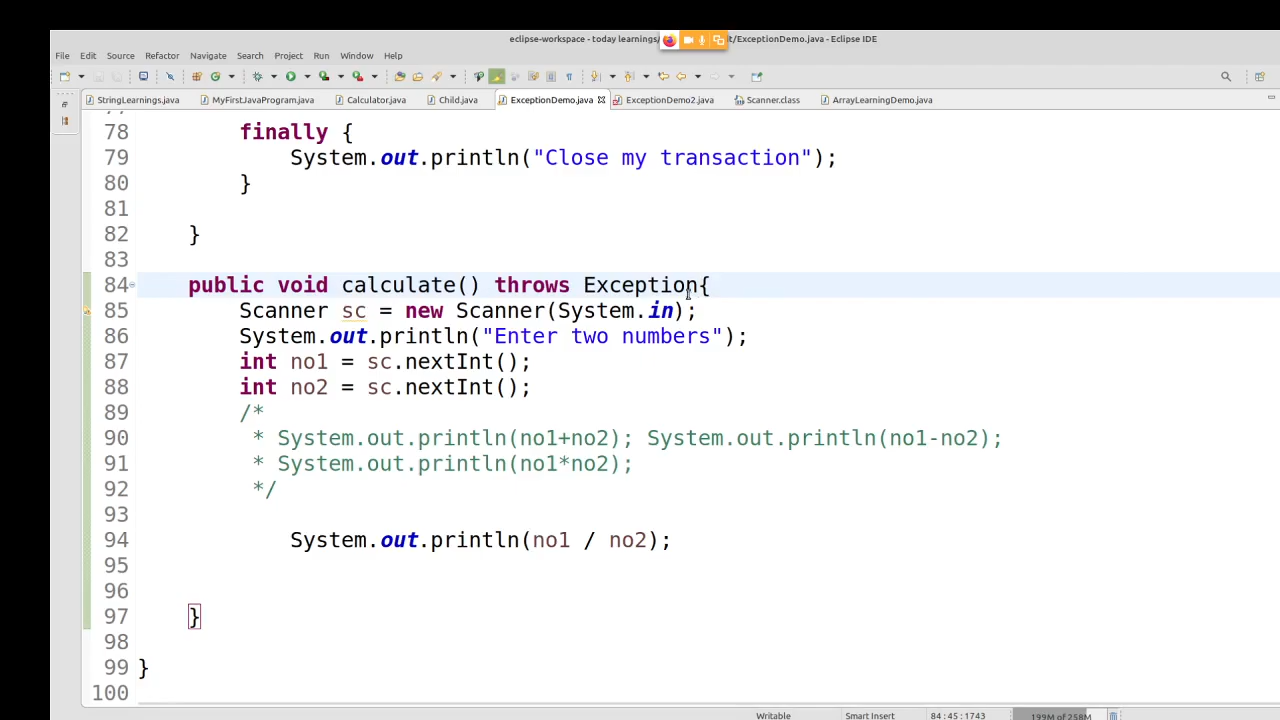 eclipse-workspace - today learnings/ t/ExceptionDemo.java - Eclipse IDE
File Edit Source Refactor Navigate Search Project Run Window Help
StringLearnings.java MyFirstJavaProgram.java Calculator.java Child.java ExceptionDemo.java ExceptionDemo2.java Scanner.class ArrayLearningDemo.java
78 finally {
79 System.out.println("Close my transaction");
80 }
81
82 }
83
84 public void calculate() throws Exception{
85 Scanner sc = new Scanner(System.in);
86 System.out.println("Enter two numbers");
87 int no1 = sc.nextInt();
88 int no2 = sc.nextInt();
89 /*
90 * System.out.println(no1+no2); System.out.println(no1-no2);
91 * System.out.println(no1*no2);
92 */
93
94 System.out.println(no1 / no2);
95
96
97 }
98
99 }
100
Writable Smart Insert 84:45:1743 199M of 258M